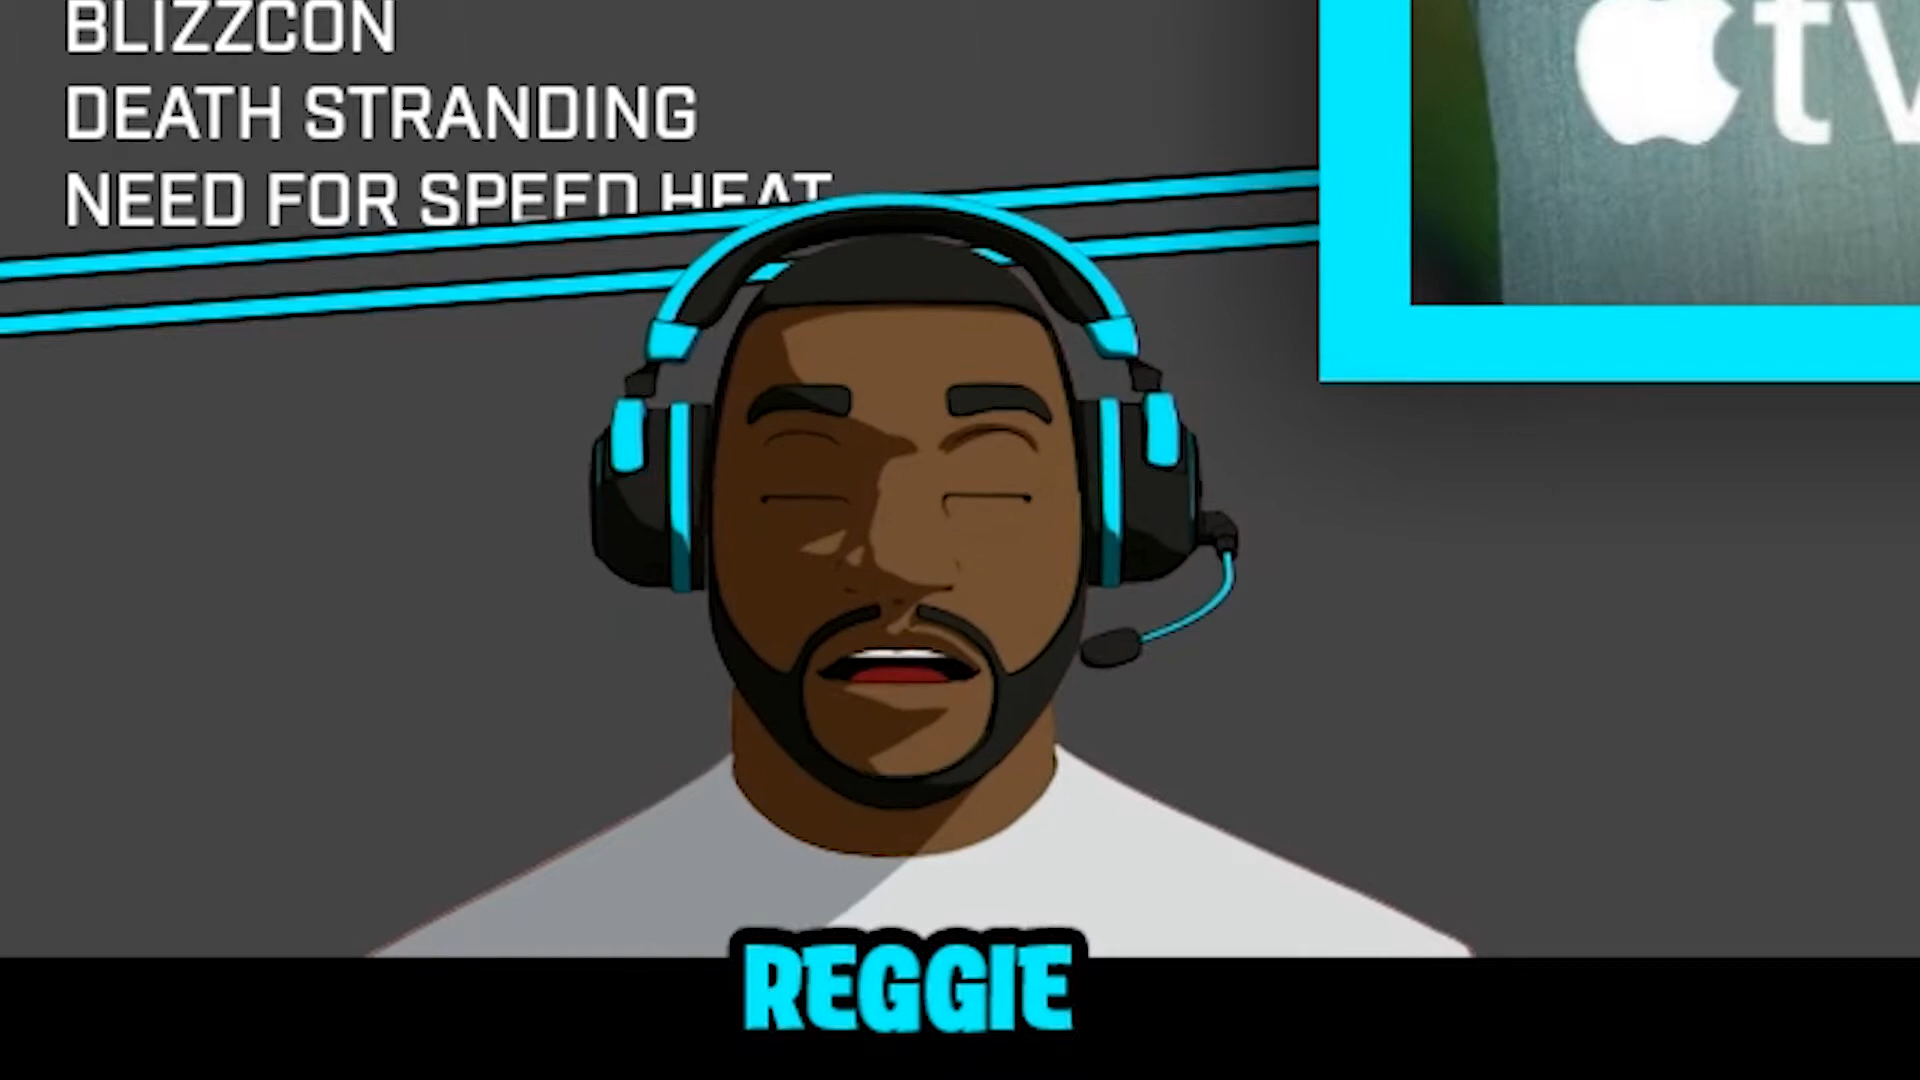 BLIZZCON
DEATH STRANDING
NEED FOR SPEED HEAT
tv
REGGIE